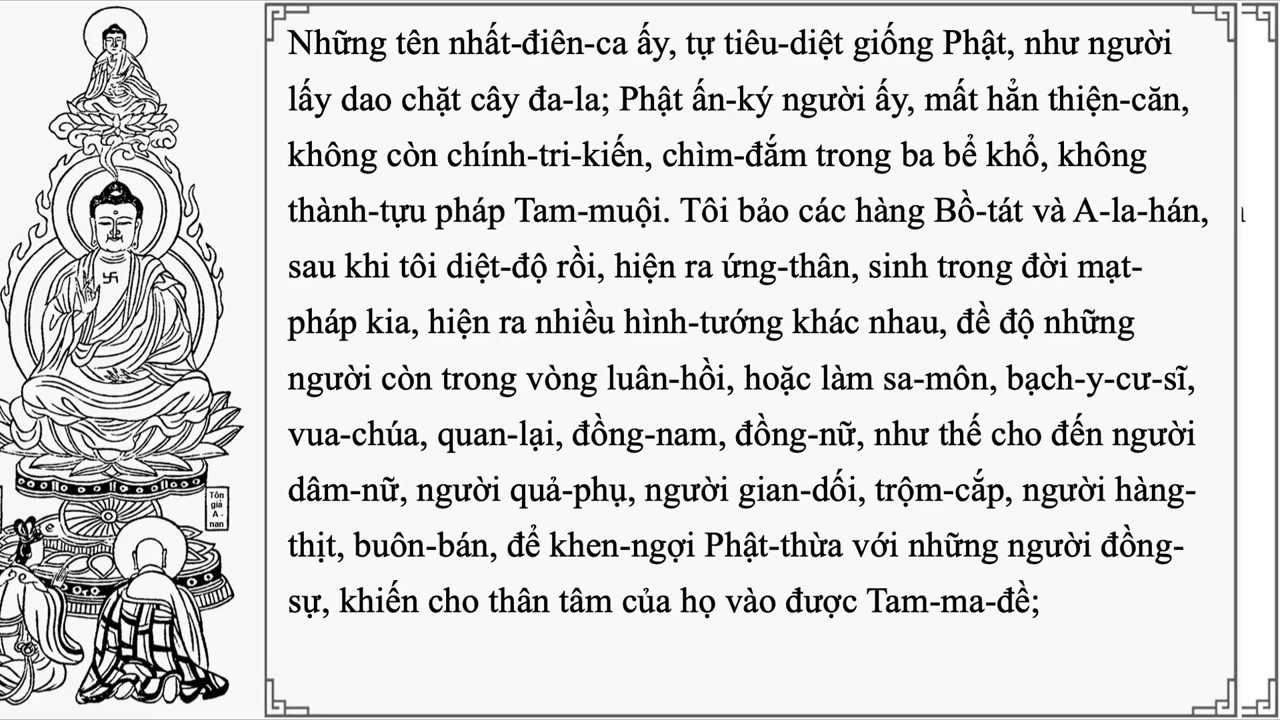 Những tên nhất-điên-ca ấy, tự tiêu-diệt giống Phật, như người
lấy dao chặt cây đa-la; Phật ấn-ký người ấy, mất hẳn thiện-căn,
không còn chính-tri-kiến, chìm-đắm trong ba bể khổ, không
thành-tựu pháp Tam-muội. Tôi bảo các hàng Bồ-tát và A-la-hán,
sau khi tôi diệt-độ rồi, hiện ra ứng-thân, sinh trong đời mạt-
pháp kia, hiện ra nhiều hình-tướng khác nhau, đề độ những
người còn trong vòng luân-hồi, hoặc làm sa-môn, bạch-y-cư-sĩ,
vua-chúa, quan-lại, đồng-nam, đồng-nữ, như thế cho đến người
dâm-nữ, người quả-phụ, người gian-dối, trộm-cắp, người hàng-
thịt, buôn-bán, để khen-ngợi Phật-thừa với những người đồng-
sự, khiến cho thân tâm của họ vào được Tam-ma-đề;
Tôn
giả
A -
nan